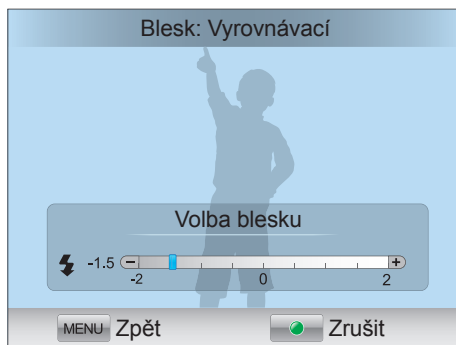 Blesk: Vyrovnávací
Volba blesku
-1.5 − +
-2 0 2
MENU Zpět Zrušit